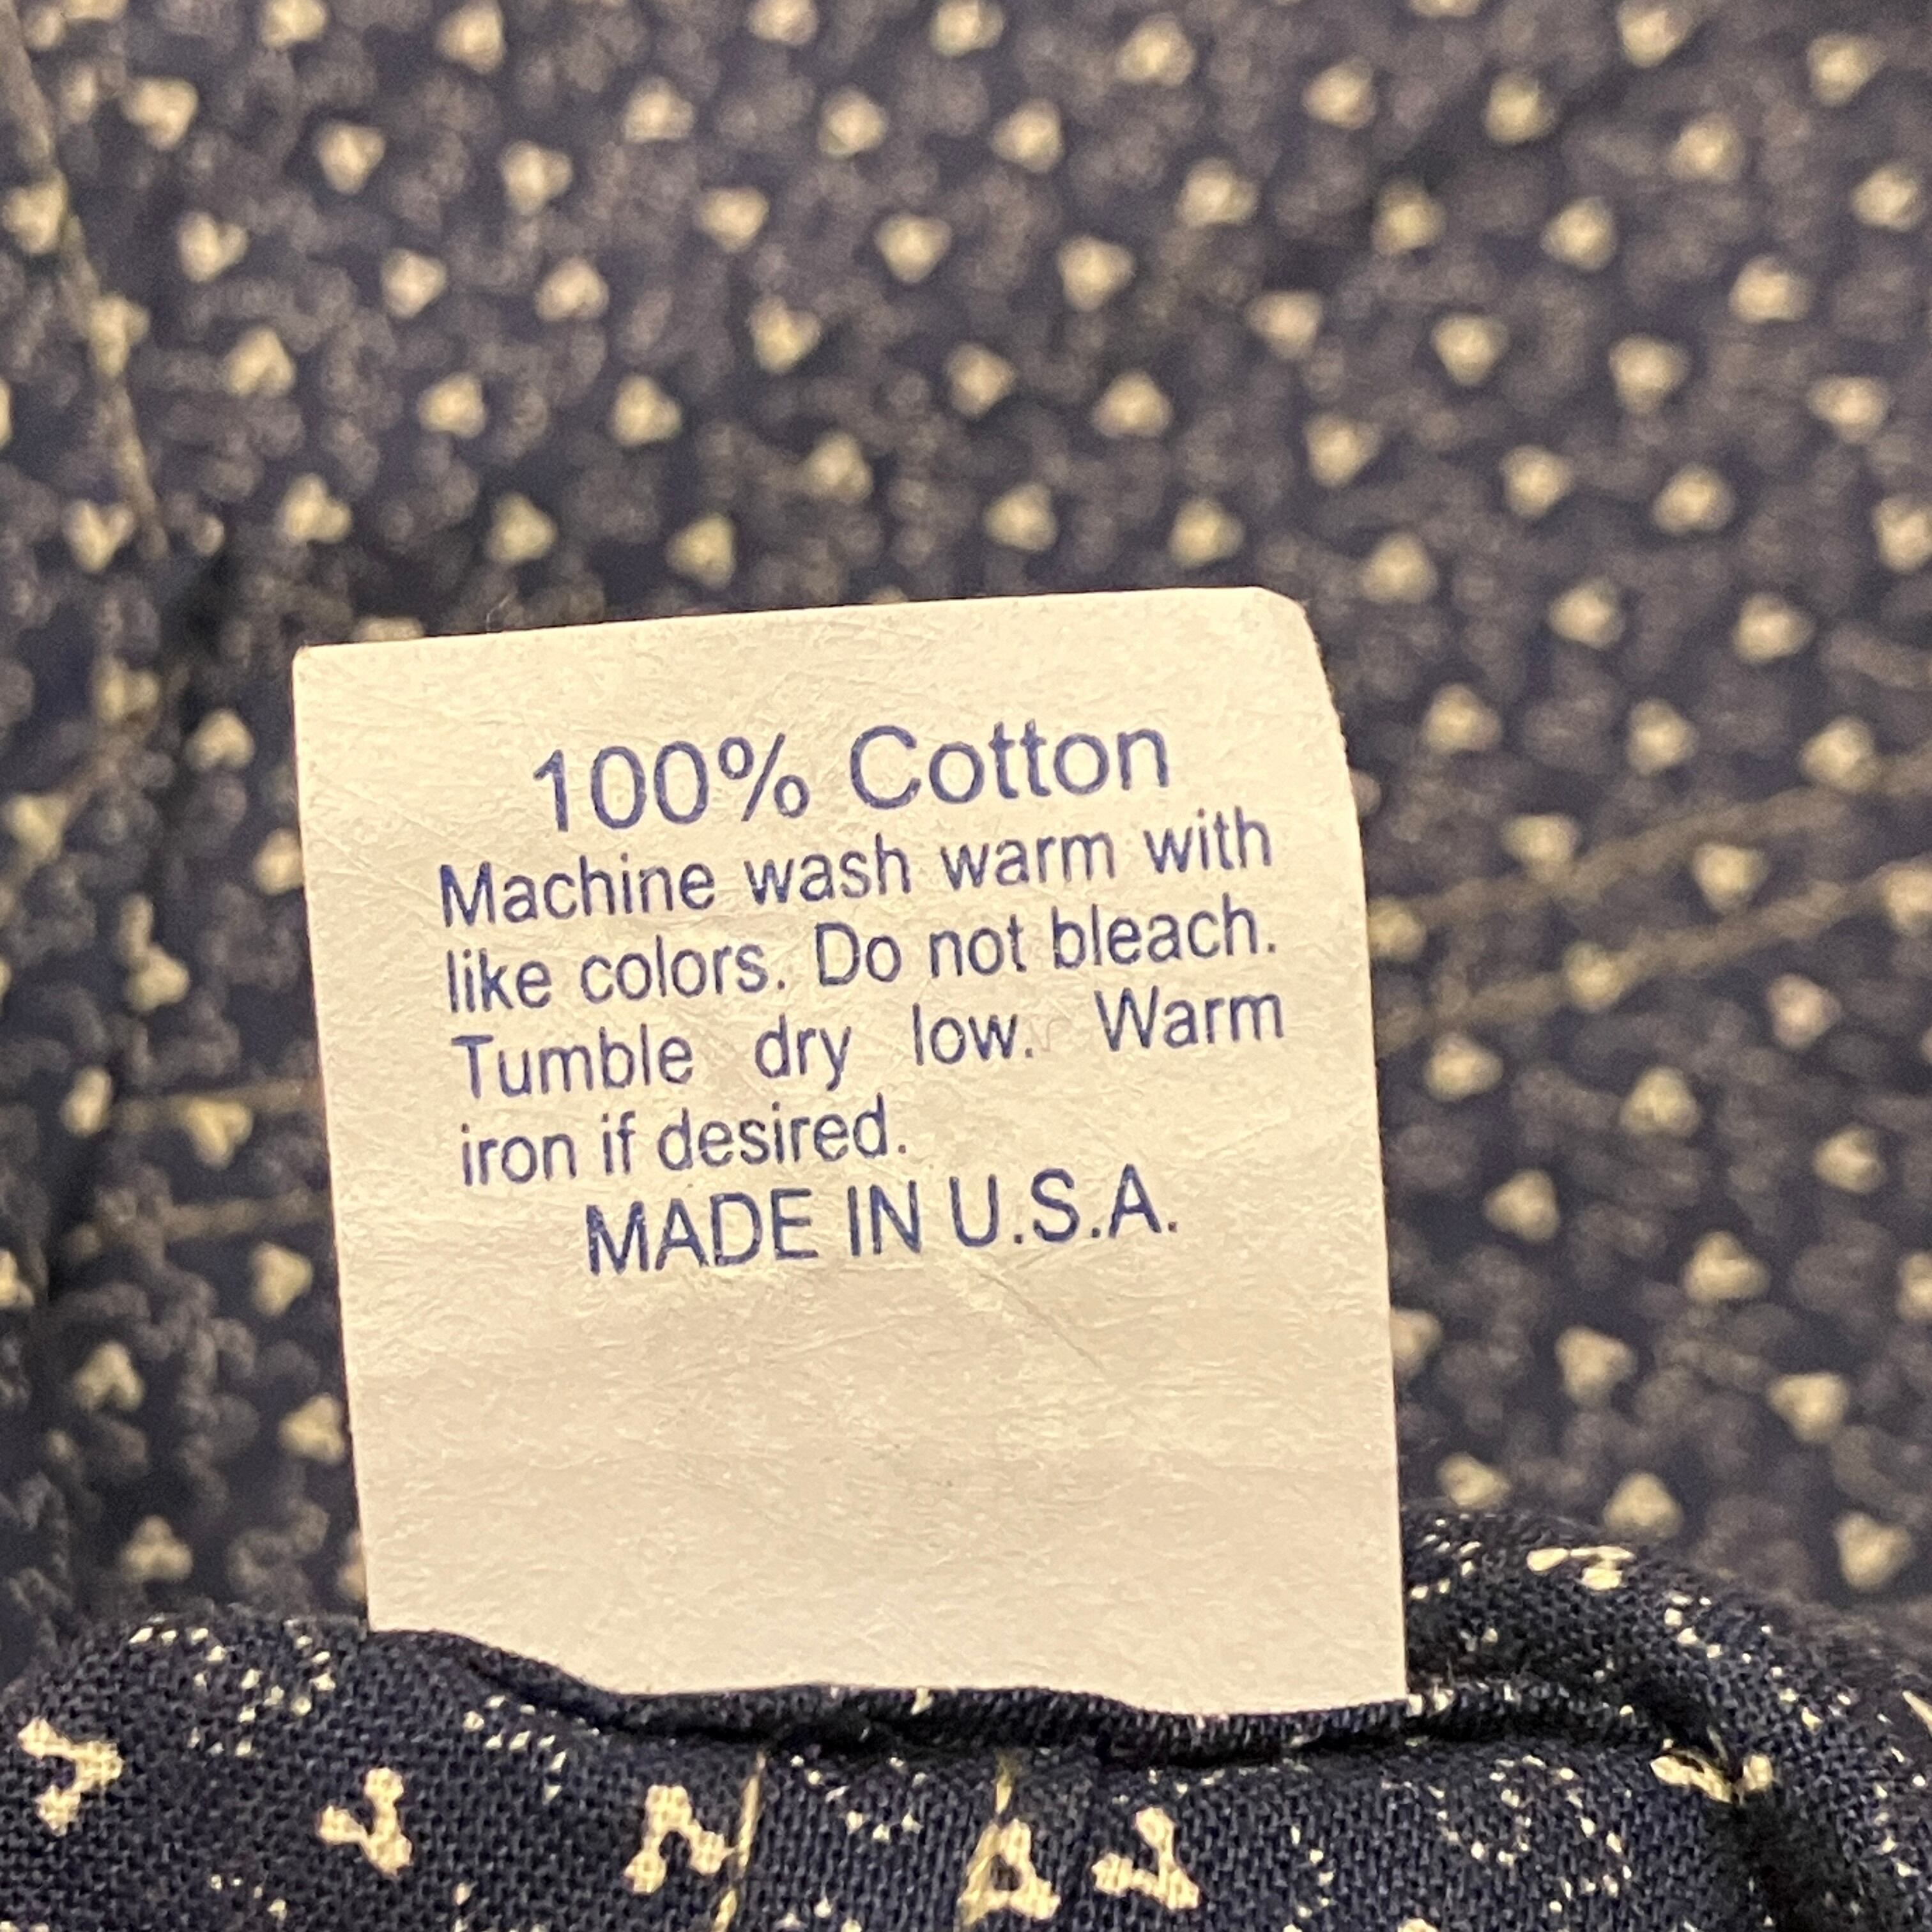 100% Cotton
Machine wash warm with
like colors. Do not bleach.
Tumble dry low. Warm
iron if desired.
MADE IN U.S.A.